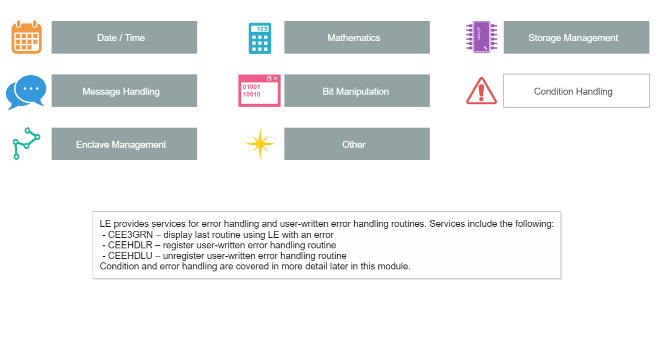 Date / Time
Mathematics
Storage Management
Message Handling
01001
10010
Bit Manipulation
Condition Handling
Enclave Management
Other
LE provides services for error handling and user-written error handling routines. Services include the following:
- CEE3GRN – display last routine using LE with an error
- CEEHDLR – register user-written error handling routine
- CEEHDLU – unregister user-written error handling routine
Condition and error handling are covered in more detail later in this module.